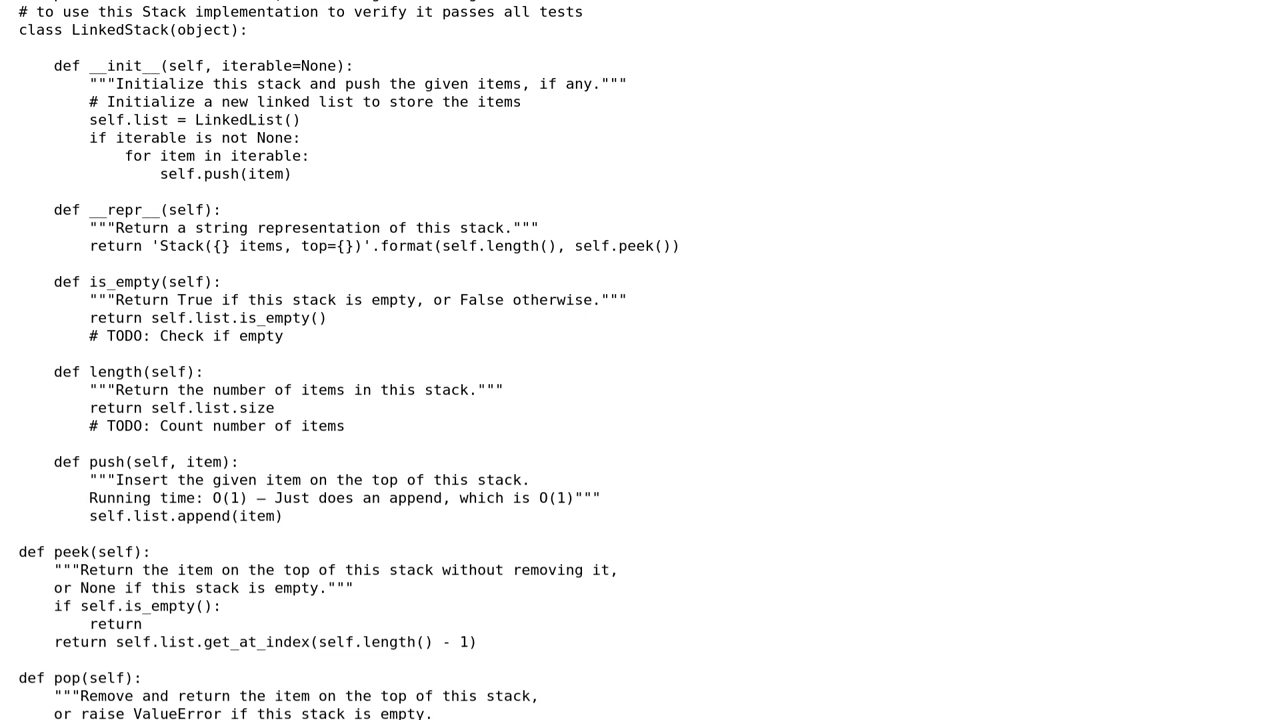 # to use this Stack implementation to verify it passes all tests
class LinkedStack(object):

    def __init__(self, iterable=None):
        """Initialize this stack and push the given items, if any."""
        # Initialize a new linked list to store the items
        self.list = LinkedList()
        if iterable is not None:
            for item in iterable:
                self.push(item)

    def __repr__(self):
        """Return a string representation of this stack."""
        return 'Stack({} items, top={})'.format(self.length(), self.peek())

    def is_empty(self):
        """Return True if this stack is empty, or False otherwise."""
        return self.list.is_empty()
        # TODO: Check if empty

    def length(self):
        """Return the number of items in this stack."""
        return self.list.size
        # TODO: Count number of items

    def push(self, item):
        """Insert the given item on the top of this stack.
        Running time: O(1) – Just does an append, which is O(1)"""
        self.list.append(item)

def peek(self):
    """Return the item on the top of this stack without removing it,
    or None if this stack is empty."""
    if self.is_empty():
        return
    return self.list.get_at_index(self.length() - 1)

def pop(self):
    """Remove and return the item on the top of this stack,
    or raise ValueError if this stack is empty.